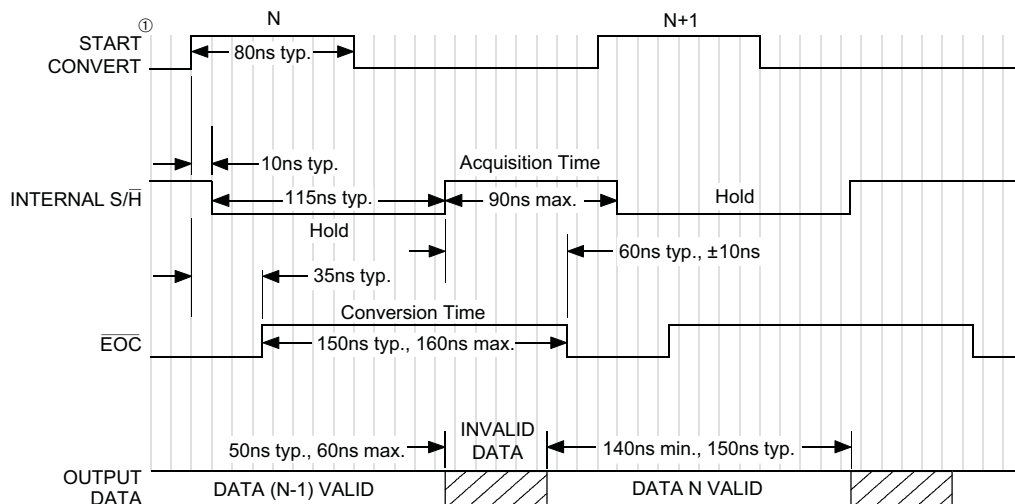 ①
N
N+1
START
CONVERT
80ns typ.
10ns typ.
Acquisition Time
INTERNAL S/H̅
115ns typ.
90ns max.
Hold
Hold
60ns typ., ±10ns
35ns typ.
Conversion Time
E̅O̅C̅
150ns typ., 160ns max.
INVALID
DATA
50ns typ., 60ns max.
140ns min., 150ns typ.
OUTPUT
DATA
DATA (N-1) VALID
DATA N VALID